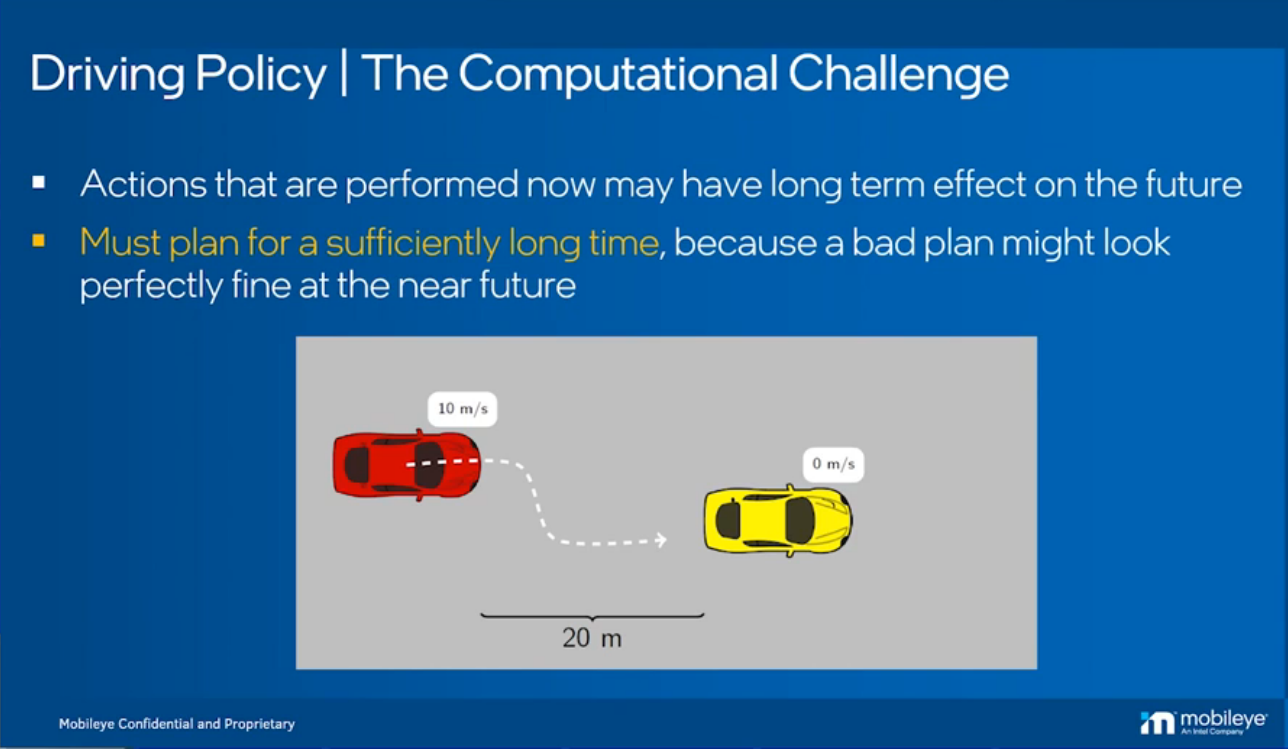 Driving Policy | The Computational Challenge
▪ Actions that are performed now may have long term effect on the future
▪ Must plan for a sufficiently long time, because a bad plan might look
perfectly fine at the near future
10 m/s
0 m/s
20 m
Mobileye Confidential and Proprietary
mobileye
An Intel Company